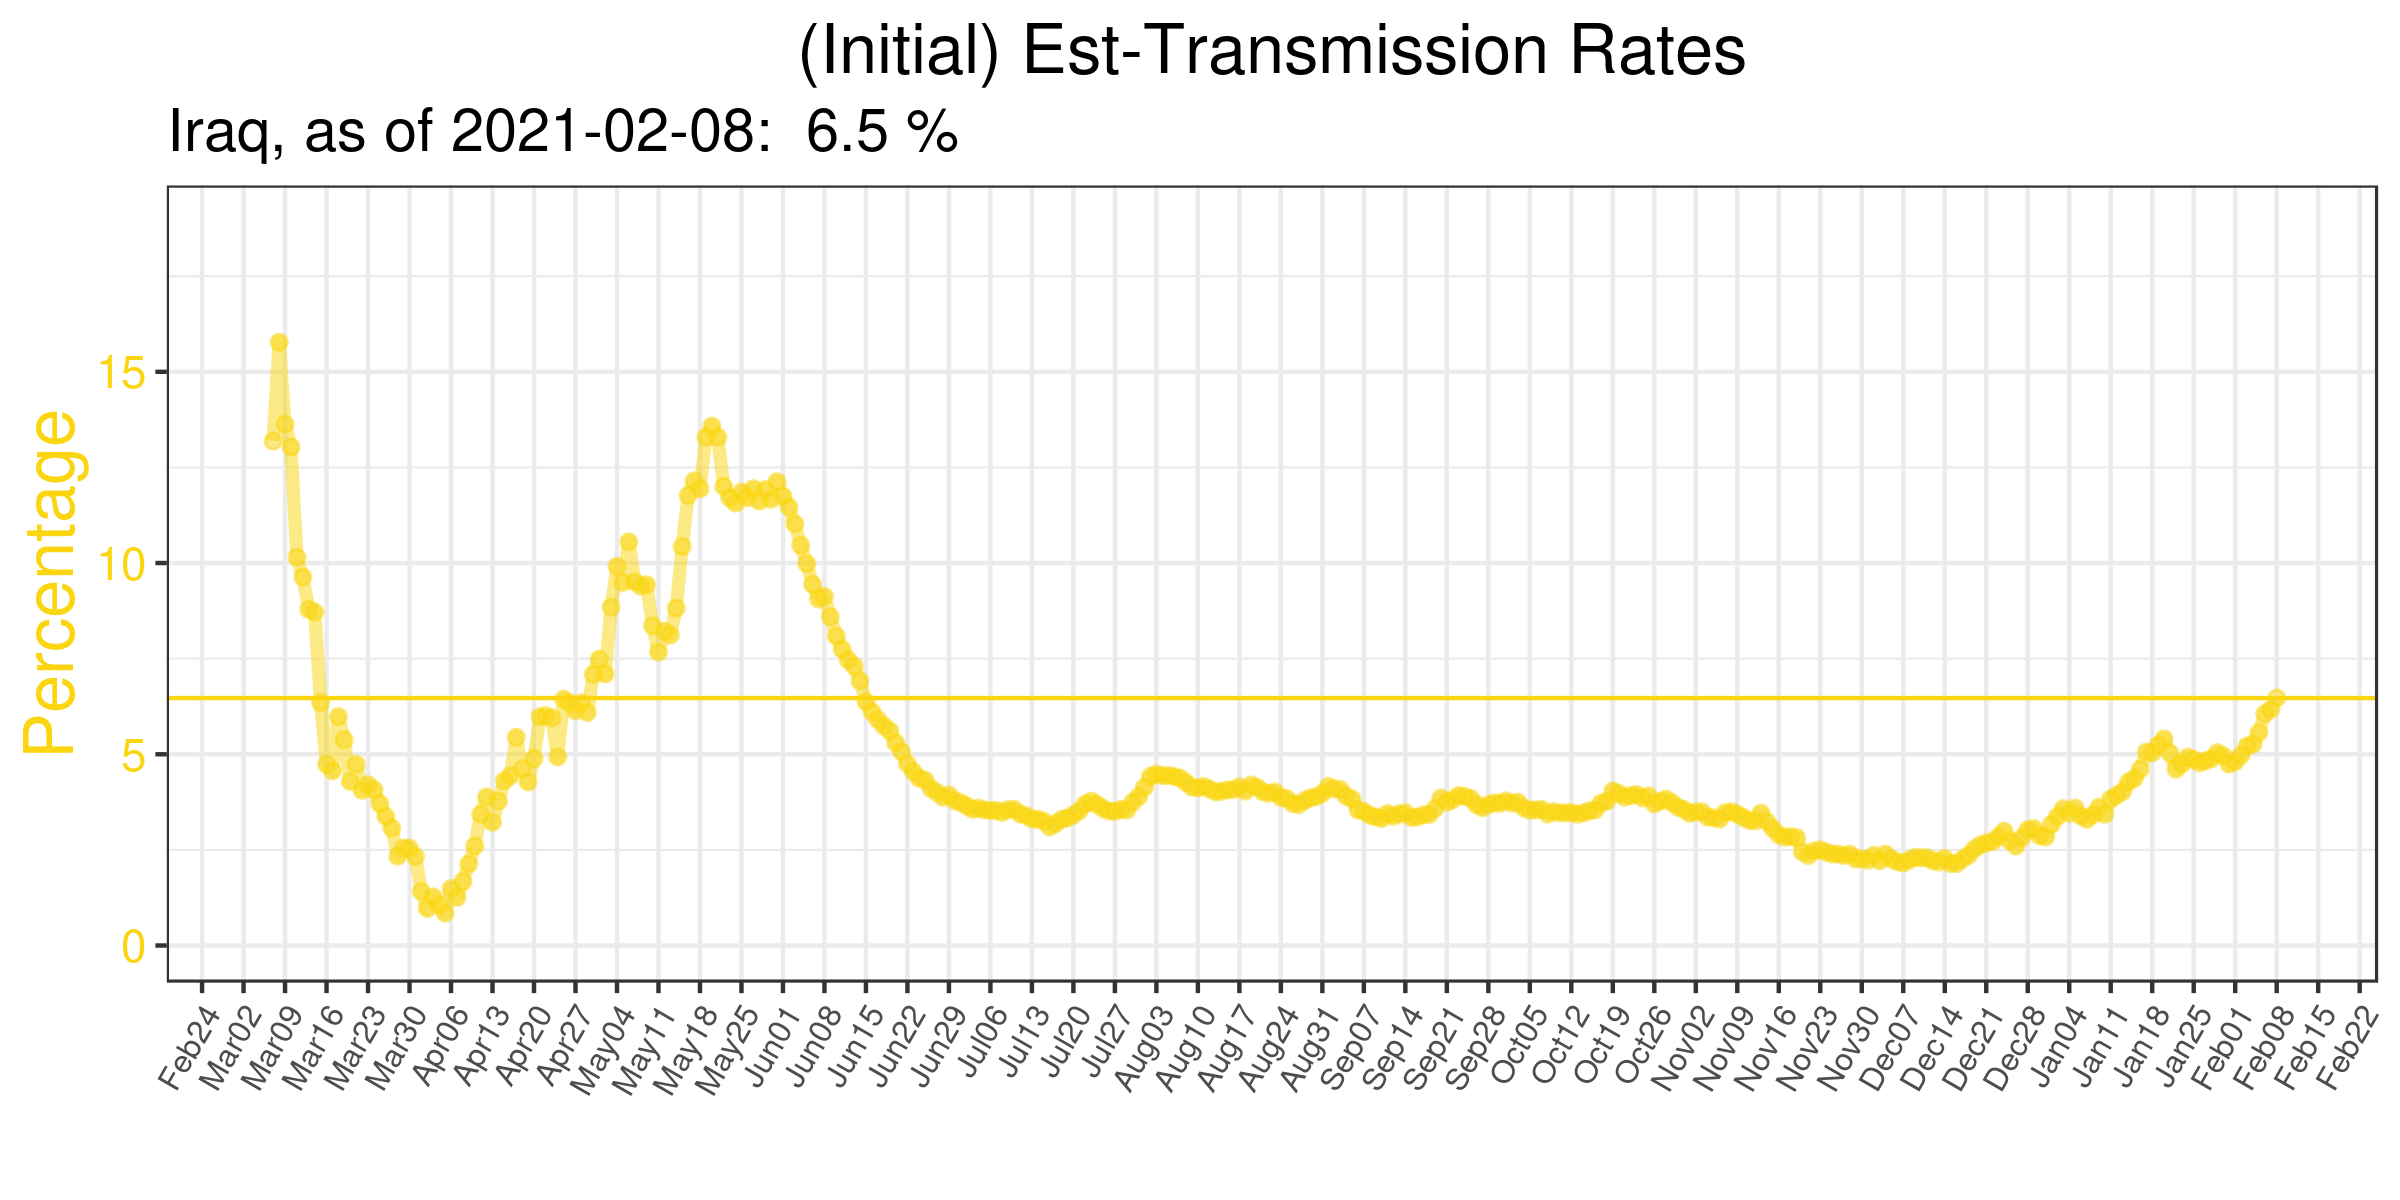 (Initial) Est-Transmission Rates
Iraq, as of 2021-02-08:  6.5 %
Percentage
15
10
5
0
Feb24
Mar02
Mar09
Mar16
Mar23
Mar30
Apr06
Apr13
Apr20
Apr27
May04
May11
May18
May25
Jun01
Jun08
Jun15
Jun22
Jun29
Jul06
Jul13
Jul20
Jul27
Aug03
Aug10
Aug17
Aug24
Aug31
Sep07
Sep14
Sep21
Sep28
Oct05
Oct12
Oct19
Oct26
Nov02
Nov09
Nov16
Nov23
Nov30
Dec07
Dec14
Dec21
Dec28
Jan04
Jan11
Jan18
Jan25
Feb01
Feb08
Feb15
Feb22